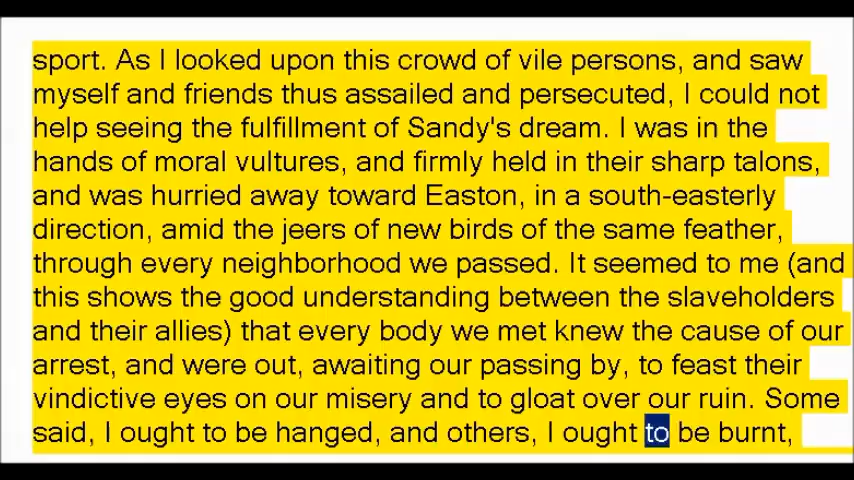 sport. As I looked upon this crowd of vile persons, and saw
myself and friends thus assailed and persecuted, I could not
help seeing the fulfillment of Sandy's dream. I was in the
hands of moral vultures, and firmly held in their sharp talons,
and was hurried away toward Easton, in a south-easterly
direction, amid the jeers of new birds of the same feather,
through every neighborhood we passed. It seemed to me (and
this shows the good understanding between the slaveholders
and their allies) that every body we met knew the cause of our
arrest, and were out, awaiting our passing by, to feast their
vindictive eyes on our misery and to gloat over our ruin. Some
said, I ought to be hanged, and others, I ought to be burnt,